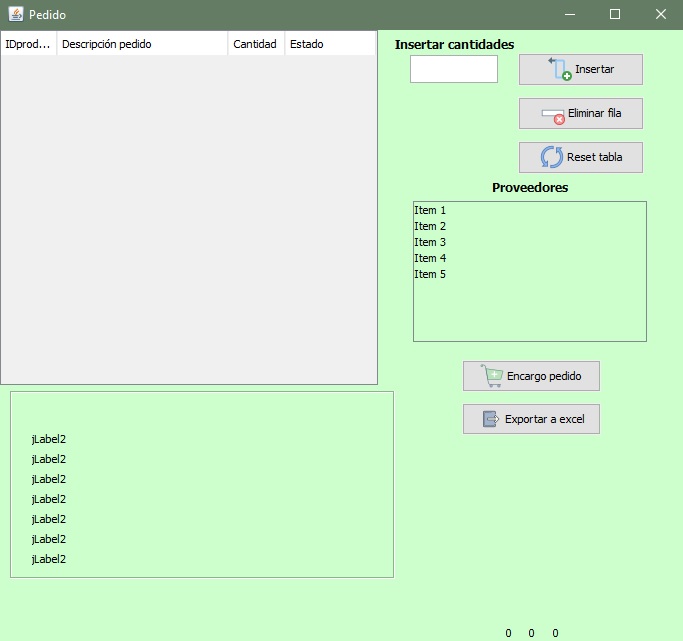 Pedido
IDprod... Descripción pedido Cantidad Estado
Insertar cantidades
Insertar
Eliminar fila
Reset tabla
Proveedores
Item 1
Item 2
Item 3
Item 4
Item 5
Encargo pedido
Exportar a excel
jLabel2
jLabel2
jLabel2
jLabel2
jLabel2
jLabel2
jLabel2
0 0 0